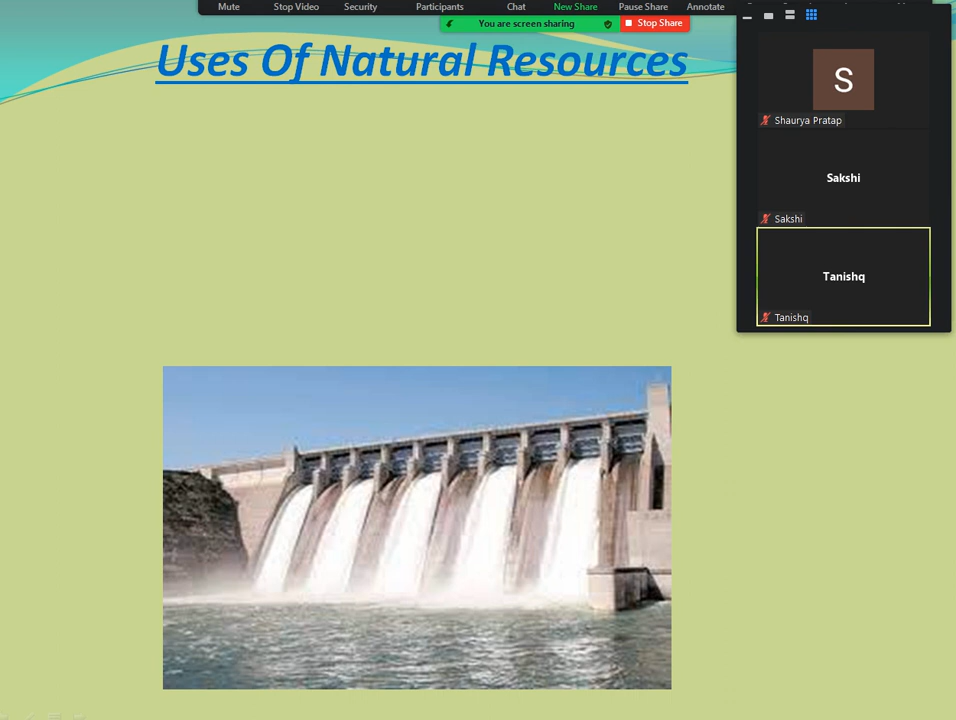 Mute Stop Video Security Participants Chat New Share Pause Share Annotate
You are screen sharing Stop Share
Uses Of Natural Resources
S
Shaurya Pratap
Sakshi
Sakshi
Tanishq
Tanishq